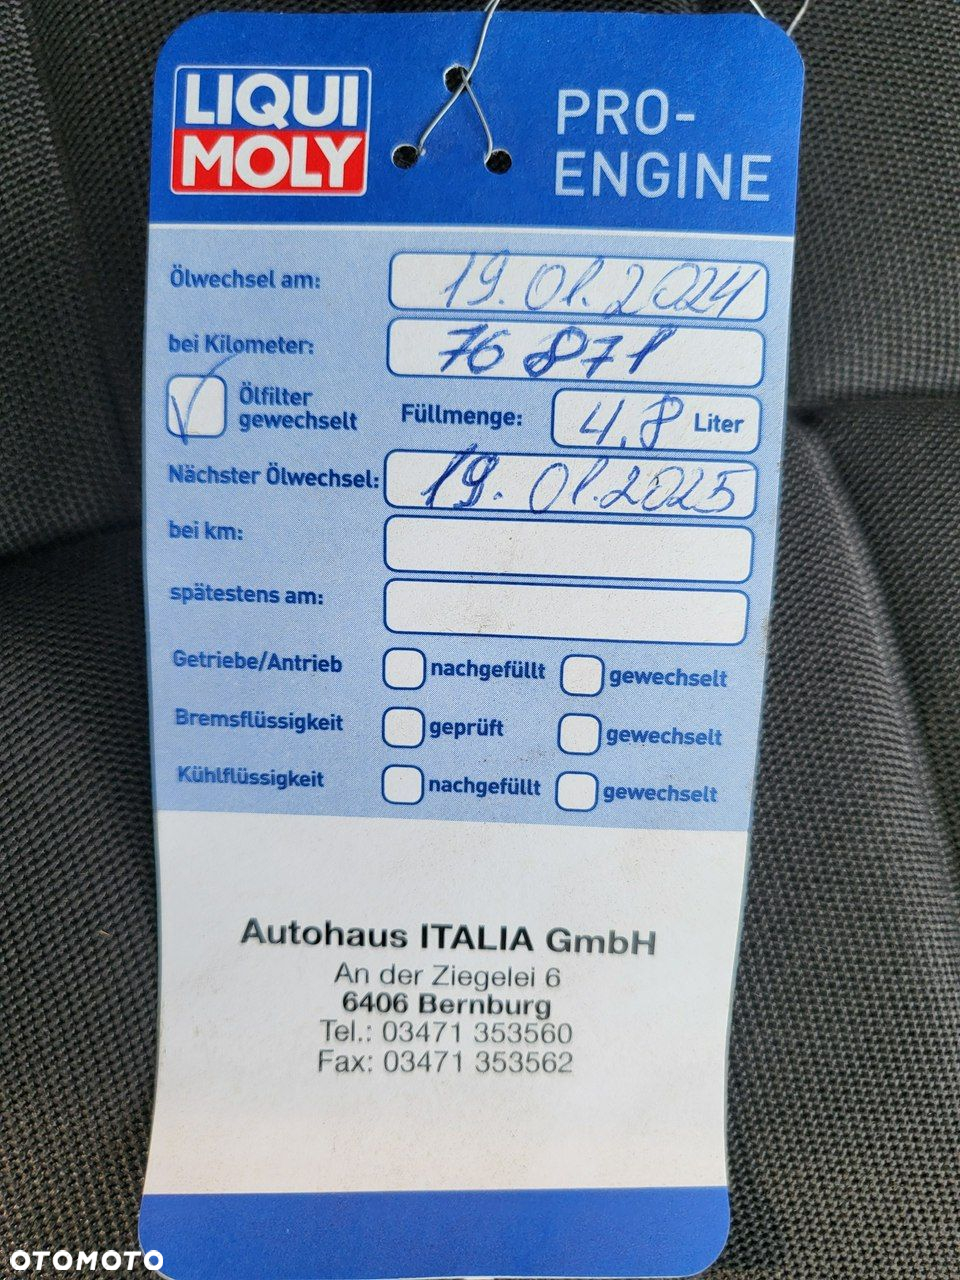 LIQUI
MOLY
PRO-
ENGINE
Ölwechsel am: 19.01.2024
bei Kilometer: 76 871
Ölfilter
gewechselt
Füllmenge: 4.8 Liter
Nächster Ölwechsel: 19.01.2025
bei km:
spätestens am:
Getriebe/Antrieb nachgefüllt gewechselt
Bremsflüssigkeit geprüft gewechselt
Kühlflüssigkeit nachgefüllt gewechselt
Autohaus ITALIA GmbH
An der Ziegelei 6
6406 Bernburg
Tel.: 03471 353560
Fax: 03471 353562
OTOMOTO